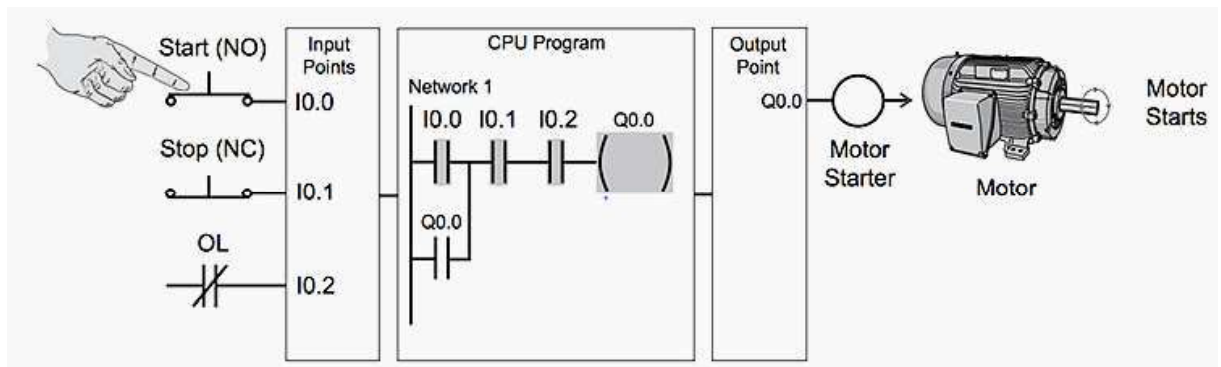 Start (NO)
I0.0
Stop (NC)
I0.1
OL
I0.2
Input
Points
CPU Program
Network 1
I0.0 I0.1 I0.2 Q0.0
Q0.0
Output
Point
Q0.0
Motor
Starter
Motor
Motor
Starts